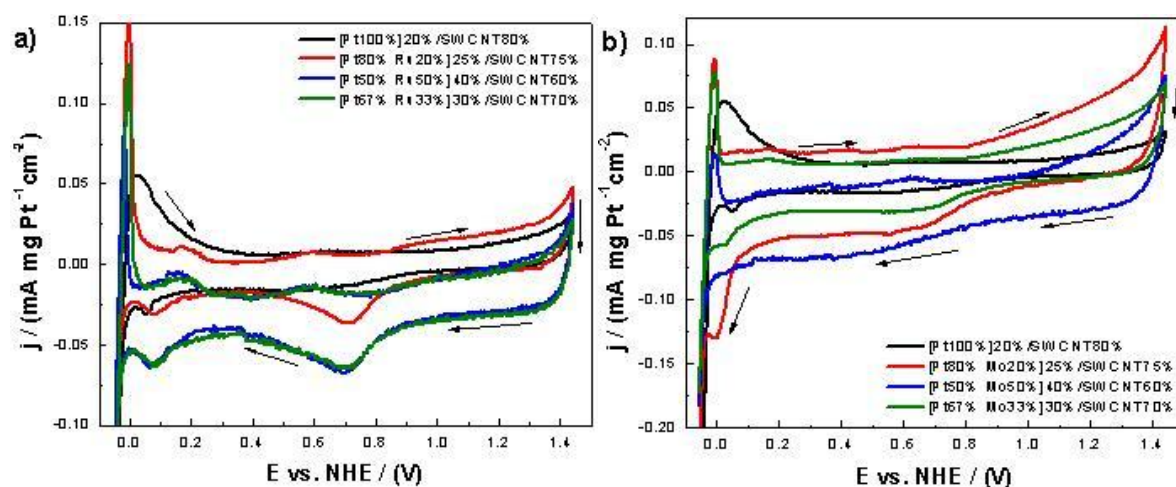 a)
[Pt100%]20%/SWCNT80%
[Pt80% Ru20%]25%/SWCNT75%
[Pt50% Ru50%]40%/SWCNT60%
[Pt67% Ru33%]30%/SWCNT70%
j / (mA mg Pt⁻¹ cm⁻²)
0.15
0.10
0.05
0.00
-0.05
-0.10
0.0 0.2 0.4 0.6 0.8 1.0 1.2 1.4
E vs. NHE / (V)
b)
j / (mA mg Pt⁻¹ cm⁻²)
0.10
0.05
0.00
-0.05
-0.10
-0.15
-0.20
[Pt100%]20%/SWCNT80%
[Pt80% Mo20%]25%/SWCNT75%
[Pt50% Mo50%]40%/SWCNT60%
[Pt67% Mo33%]30%/SWCNT70%
0.0 0.2 0.4 0.6 0.8 1.0 1.2 1.4
E vs. NHE / (V)